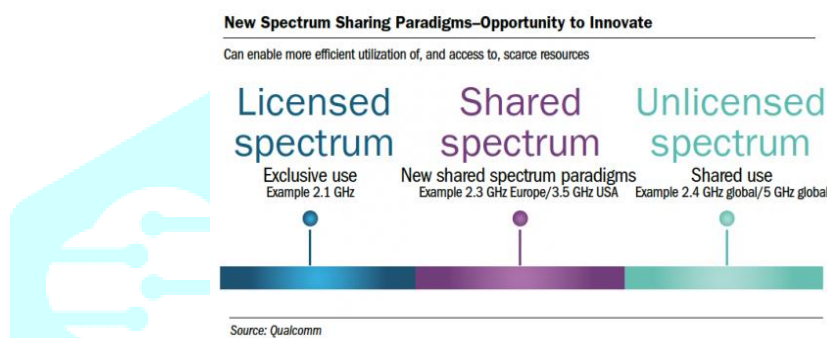 New Spectrum Sharing Paradigms–Opportunity to Innovate
Can enable more efficient utilization of, and access to, scarce resources
Licensed
spectrum
Exclusive use
Example 2.1 GHz
Shared
spectrum
New shared spectrum paradigms
Example 2.3 GHz Europe/3.5 GHz USA
Unlicensed
spectrum
Shared use
Example 2.4 GHz global/5 GHz global
Source: Qualcomm